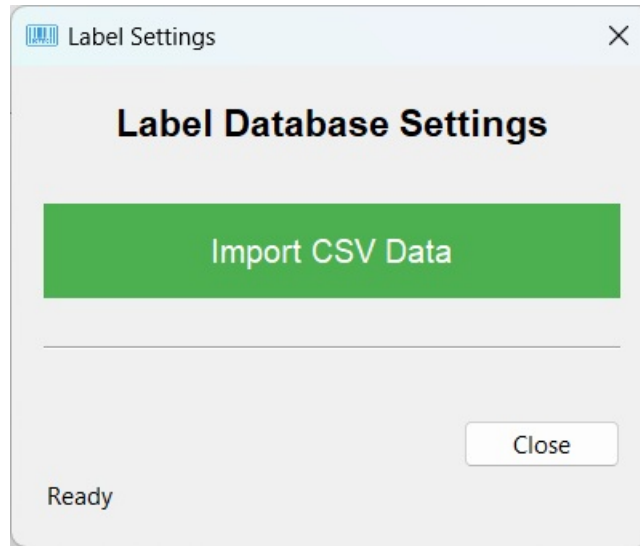 Label Settings
Label Database Settings
Import CSV Data
Close
Ready